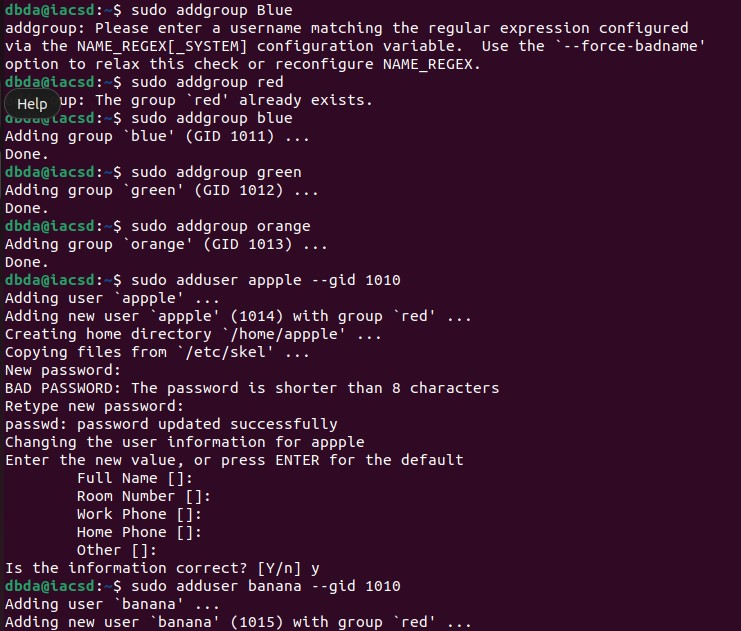 dbda@iacsd:~$ sudo addgroup Blue
addgroup: Please enter a username matching the regular expression configured
via the NAME_REGEX[_SYSTEM] configuration variable.  Use the `--force-badname'
option to relax this check or reconfigure NAME_REGEX.
dbda@iacsd:~$ sudo addgroup red
Help up: The group `red' already exists.
dbda@iacsd:~$ sudo addgroup blue
Adding group `blue' (GID 1011) ...
Done.
dbda@iacsd:~$ sudo addgroup green
Adding group `green' (GID 1012) ...
Done.
dbda@iacsd:~$ sudo addgroup orange
Adding group `orange' (GID 1013) ...
Done.
dbda@iacsd:~$ sudo adduser appple --gid 1010
Adding user `appple' ...
Adding new user `appple' (1014) with group `red' ...
Creating home directory `/home/appple' ...
Copying files from `/etc/skel' ...
New password:
BAD PASSWORD: The password is shorter than 8 characters
Retype new password:
passwd: password updated successfully
Changing the user information for appple
Enter the new value, or press ENTER for the default
        Full Name []:
        Room Number []:
        Work Phone []:
        Home Phone []:
        Other []:
Is the information correct? [Y/n] y
dbda@iacsd:~$ sudo adduser banana --gid 1010
Adding user `banana' ...
Adding new user `banana' (1015) with group `red' ...